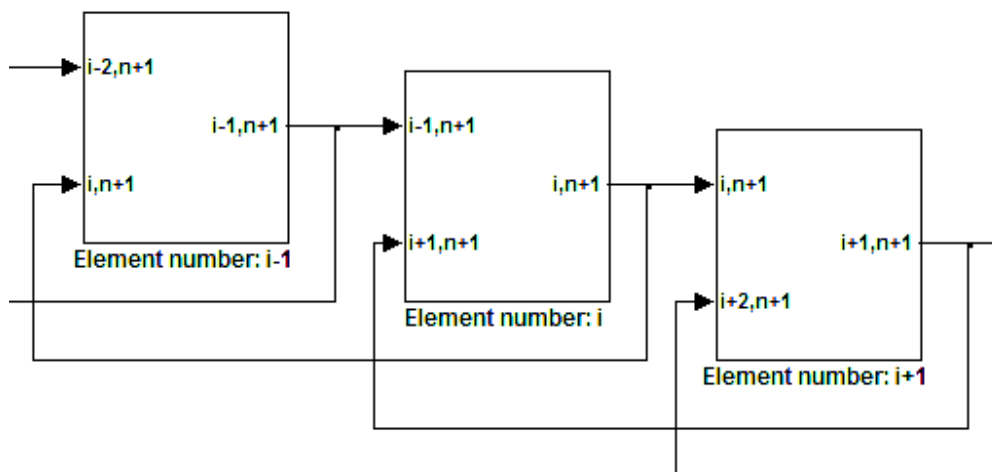 i-2,n+1
i-1,n+1
i,n+1
Element number: i-1
i-1,n+1
i,n+1
i+1,n+1
Element number: i
i,n+1
i+1,n+1
i+2,n+1
Element number: i+1